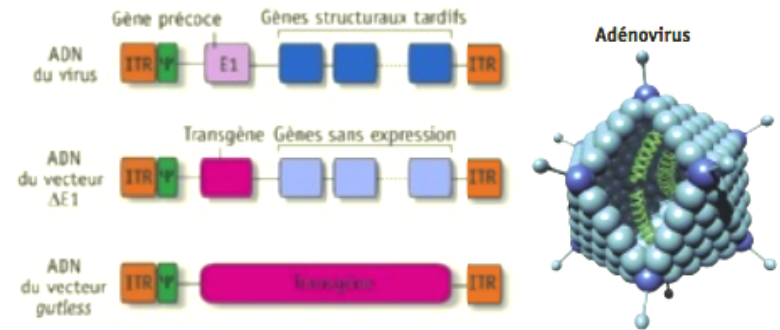 Gène précoce
Gènes structuraux tardifs
ADN
du virus
ITR Ψ E1 ITR
Adénovirus
Transgène Gènes sans expression
ADN
du vecteur
ΔE1
ITR Ψ ITR
ADN
du vecteur
gutless
ITR Ψ Transgène ITR